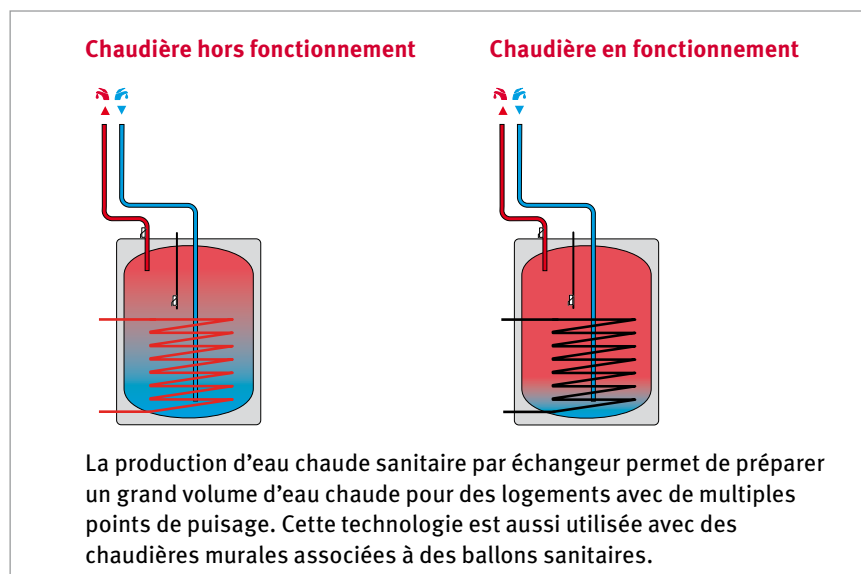 Chaudière hors fonctionnement
Chaudière en fonctionnement
La production d’eau chaude sanitaire par échangeur permet de préparer
un grand volume d’eau chaude pour des logements avec de multiples
points de puisage. Cette technologie est aussi utilisée avec des
chaudières murales associées à des ballons sanitaires.